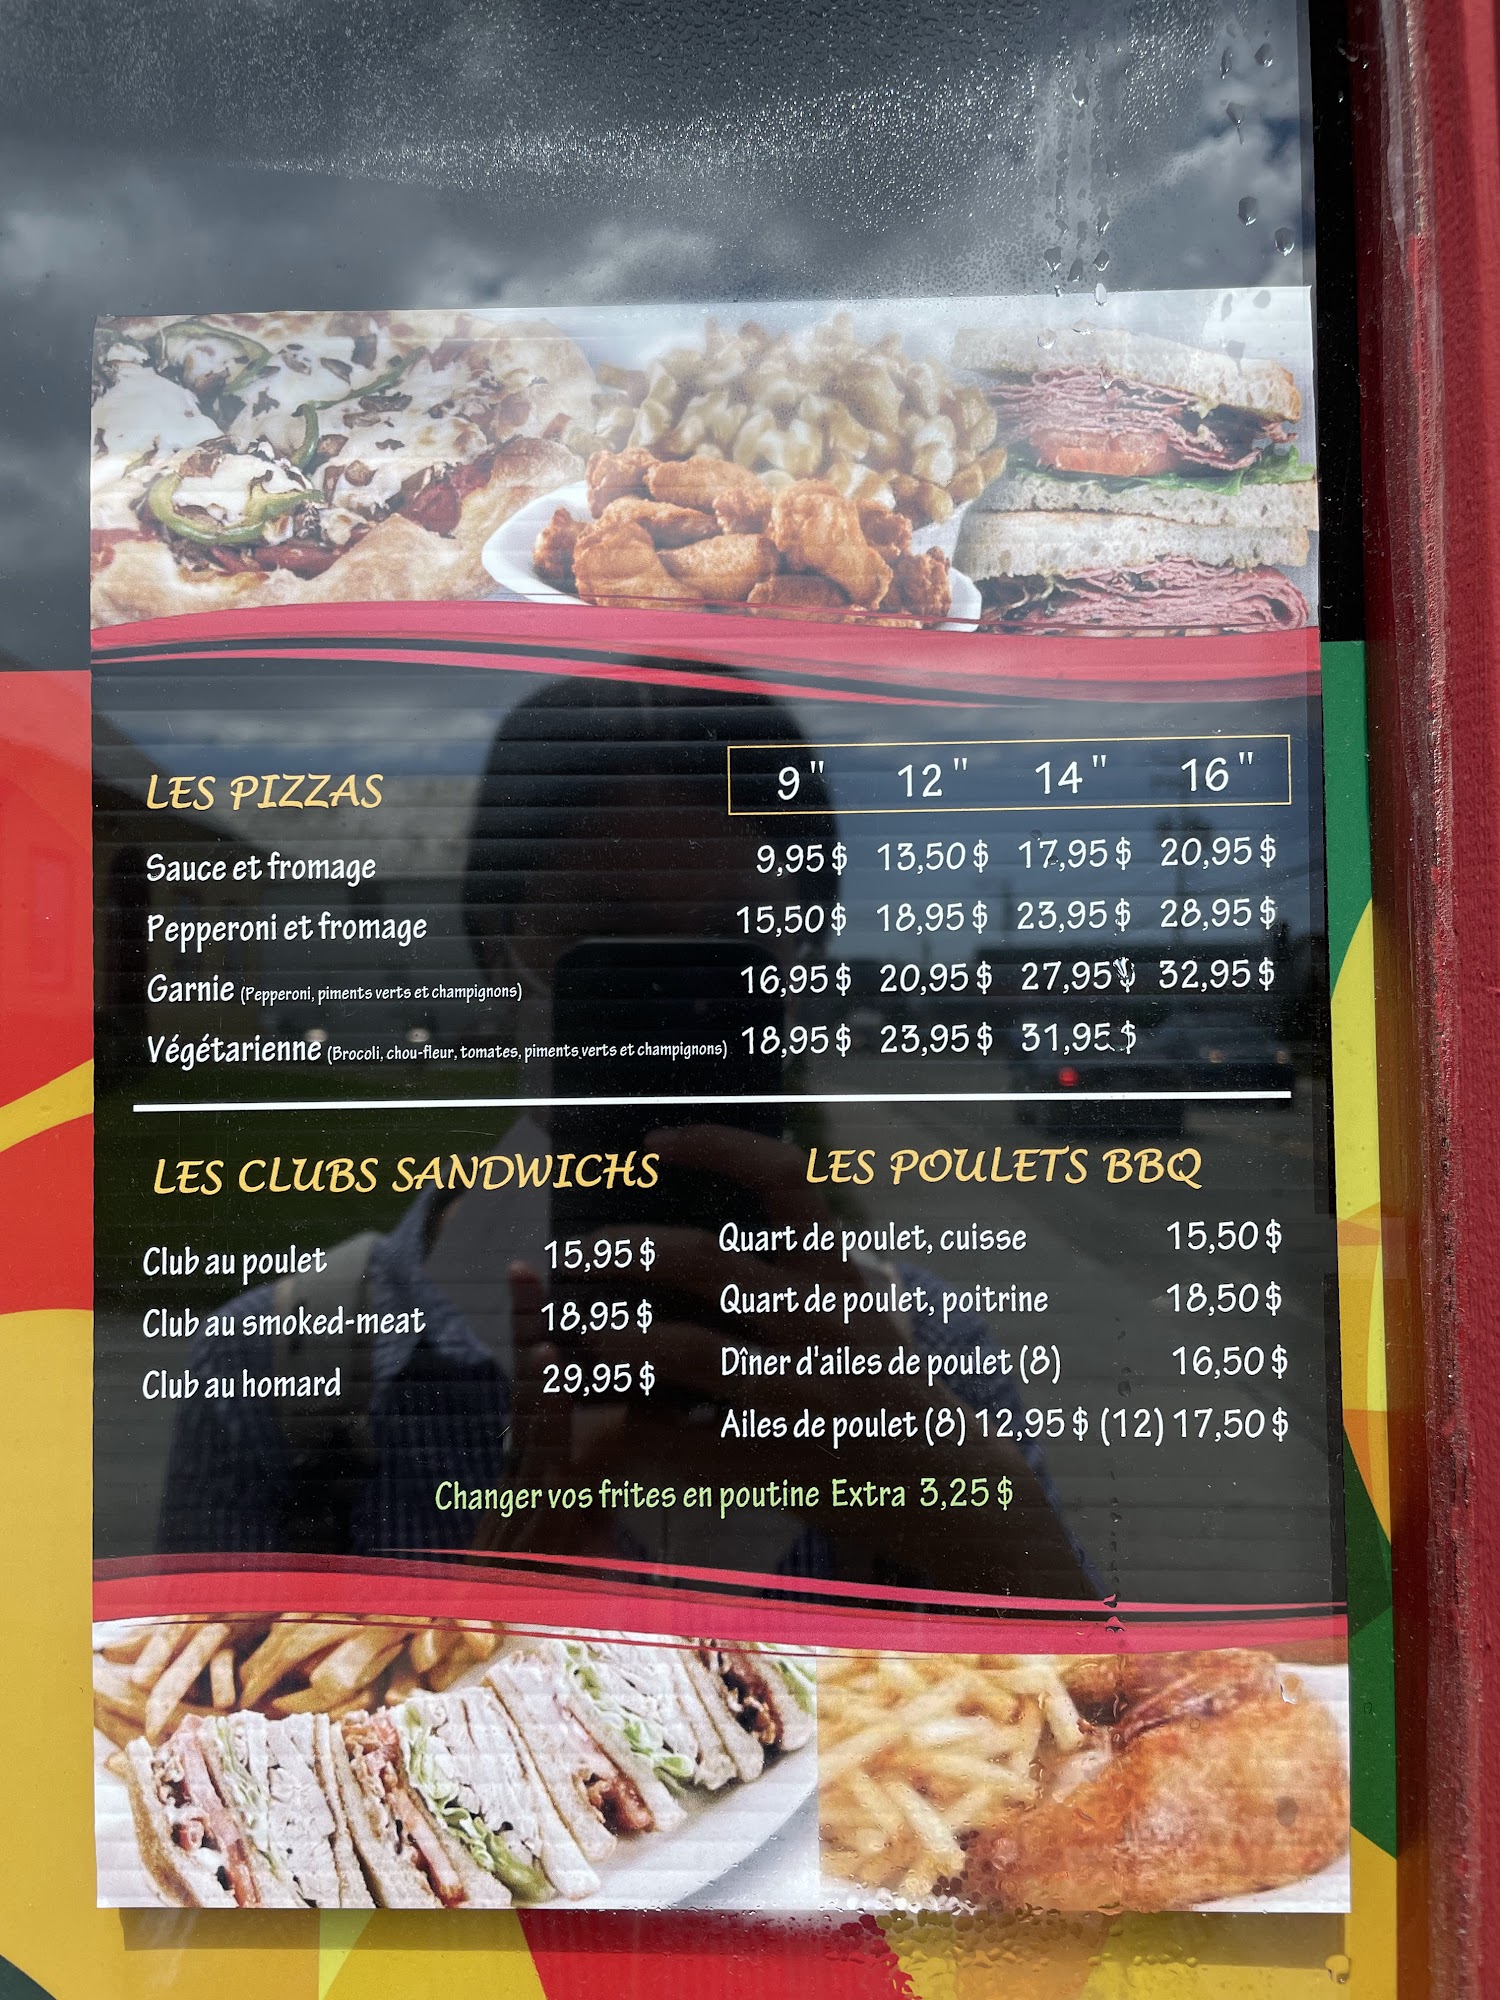 LES PIZZAS 9" 12" 14" 16"
Sauce et fromage 9,95$ 13,50$ 17,95$ 20,95$
Pepperoni et fromage 15,50$ 18,95$ 23,95$ 28,95$
Garnie (Pepperoni, piments verts et champignons) 16,95$ 20,95$ 27,95$ 32,95$
Végétarienne (Brocoli, chou-fleur, tomates, piments verts et champignons) 18,95$ 23,95$ 31,95$
LES CLUBS SANDWICHS
Club au poulet 15,95$
Club au smoked-meat 18,95$
Club au homard 29,95$
LES POULETS BBQ
Quart de poulet, cuisse 15,50$
Quart de poulet, poitrine 18,50$
Dîner d'ailes de poulet (8) 16,50$
Ailes de poulet (8) 12,95$ (12) 17,50$
Changer vos frites en poutine Extra 3,25$